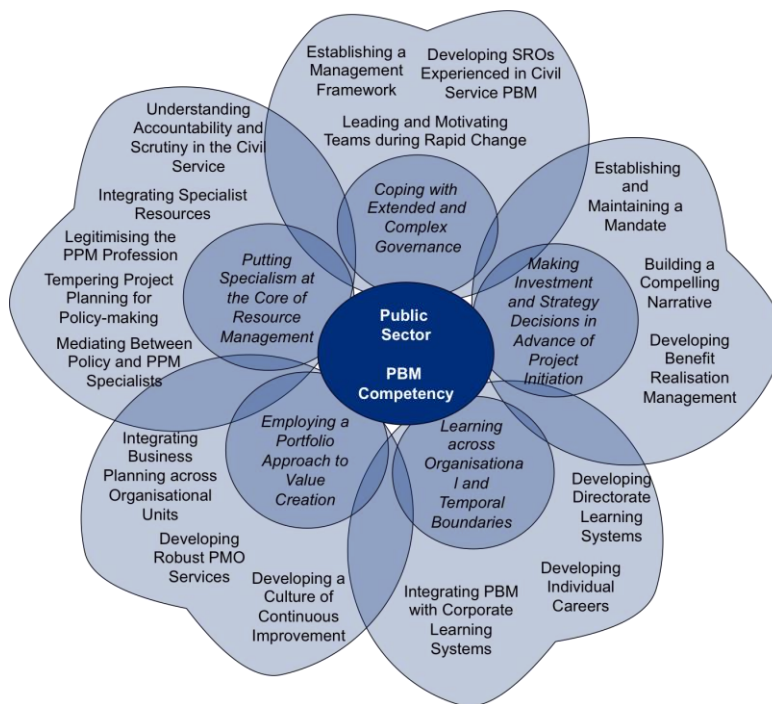 Establishing a
Management
Framework
Developing SROs
Experienced in Civil
Service PBM
Leading and Motivating
Teams during Rapid Change
Coping with
Extended and
Complex
Governance
Understanding
Accountability and
Scrutiny in the Civil
Service
Integrating Specialist
Resources
Legitimising the
PPM Profession
Tempering Project
Planning for
Policy-making
Mediating Between
Policy and PPM
Specialists
Putting
Specialism at
the Core of
Resource
Management
Establishing
and
Maintaining a
Mandate
Building a
Compelling
Narrative
Developing
Benefit
Realisation
Management
Making
Investment
and Strategy
Decisions in
Advance of
Project
Initiation
Public
Sector
PBM
Competency
Employing a
Portfolio
Approach to
Value
Creation
Learning
across
Organisationa
l and
Temporal
Boundaries
Integrating
Business
Planning across
Organisational
Units
Developing
Robust PMO
Services
Developing a
Culture of
Continuous
Improvement
Integrating PBM
with Corporate
Learning
Systems
Developing
Directorate
Learning
Systems
Developing
Individual
Careers